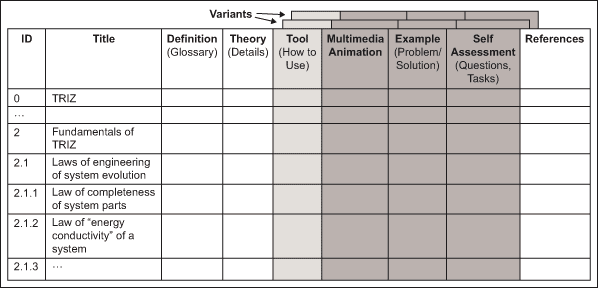 Variants
ID Title Definition (Glossary) Theory (Details) Tool (How to Use) Multimedia Animation Example (Problem/ Solution) Self Assessment (Questions, Tasks) References
0 TRIZ
...
2 Fundamentals of TRIZ
2.1 Laws of engineering of system evolution
2.1.1 Law of completeness of system parts
2.1.2 Law of “energy conductivity” of a system
2.1.3 ...